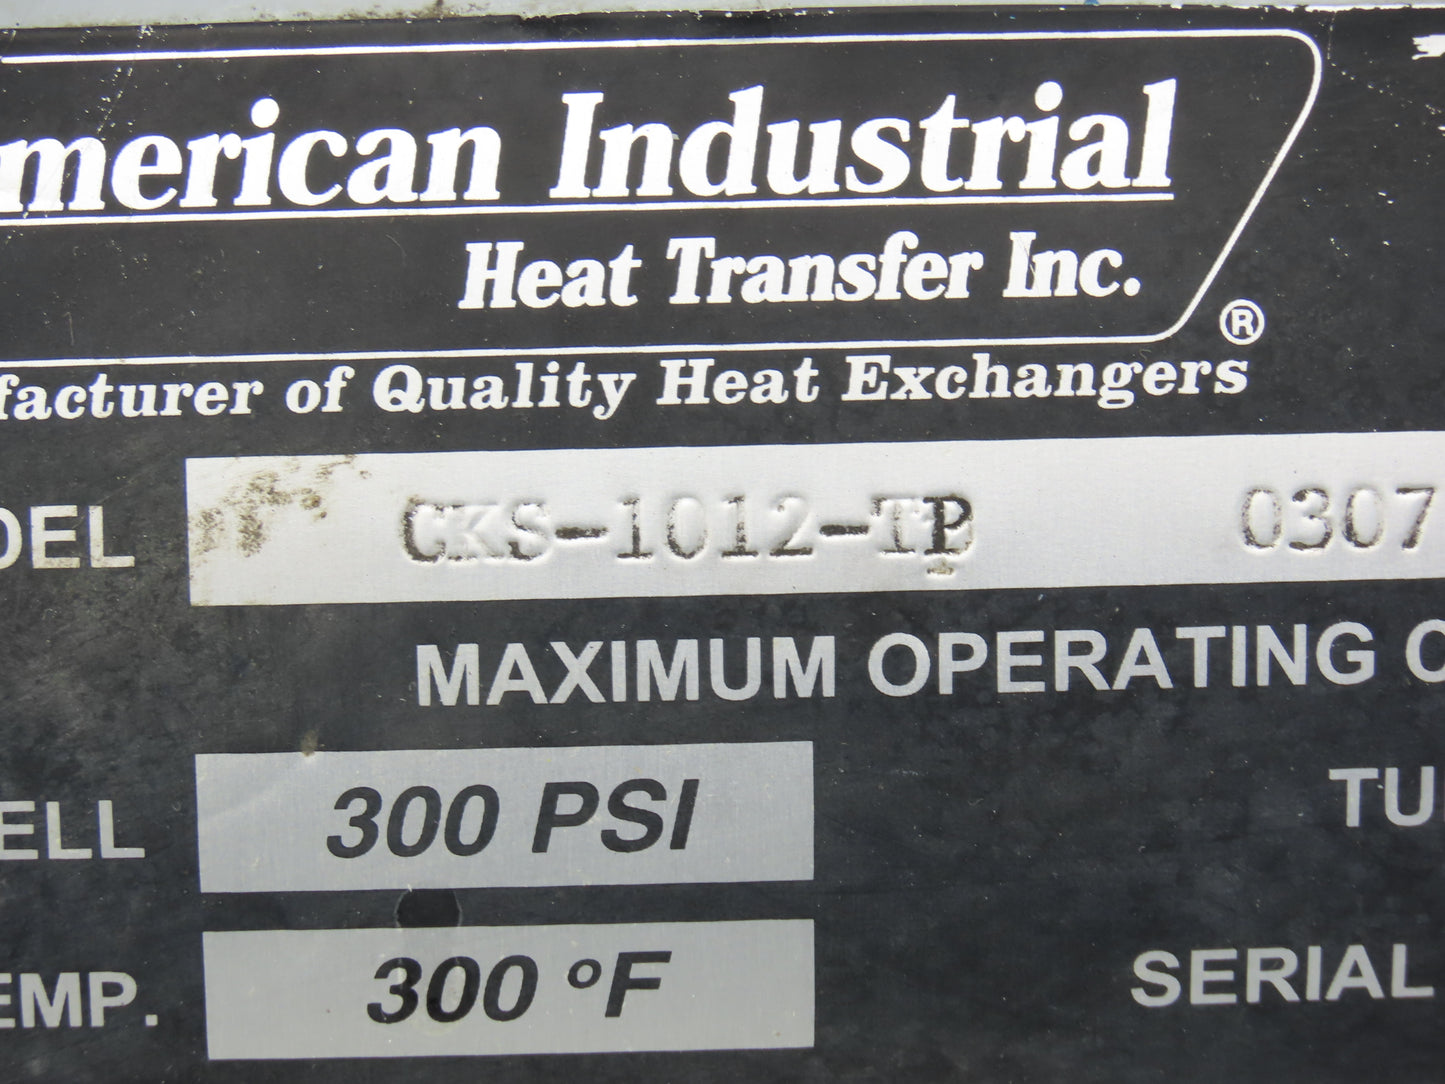 merican Industrial
Heat Transfer Inc.
®
facturer of Quality Heat Exchangers
DEL CKS-1012-TP 0307
MAXIMUM OPERATING C
ELL 300 PSI TU
EMP. 300 °F SERIAL